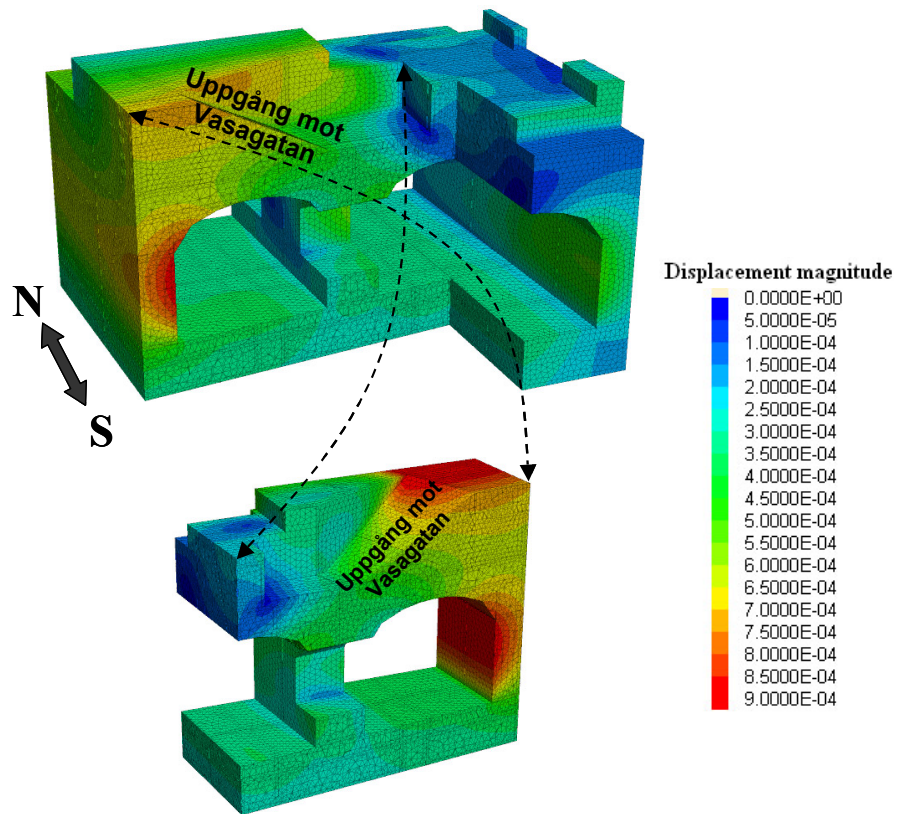 Uppgång mot
Vasagatan
N
S
Displacement magnitude
0.0000E+00
5.0000E-05
1.0000E-04
1.5000E-04
2.0000E-04
2.5000E-04
3.0000E-04
3.5000E-04
4.0000E-04
4.5000E-04
5.0000E-04
5.5000E-04
6.0000E-04
6.5000E-04
7.0000E-04
7.5000E-04
8.0000E-04
8.5000E-04
9.0000E-04
Uppgång mot
Vasagatan